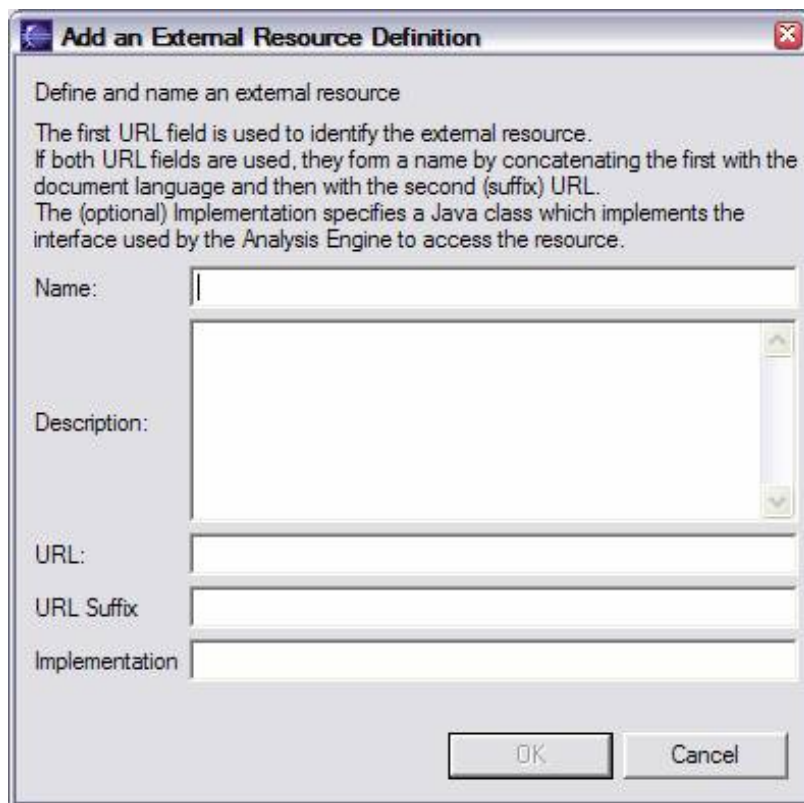 Add an External Resource Definition
Define and name an external resource
The first URL field is used to identify the external resource.
If both URL fields are used, they form a name by concatenating the first with the
document language and then with the second (suffix) URL.
The (optional) Implementation specifies a Java class which implements the
interface used by the Analysis Engine to access the resource.
Name:
Description:
URL:
URL Suffix
Implementation
OK
Cancel